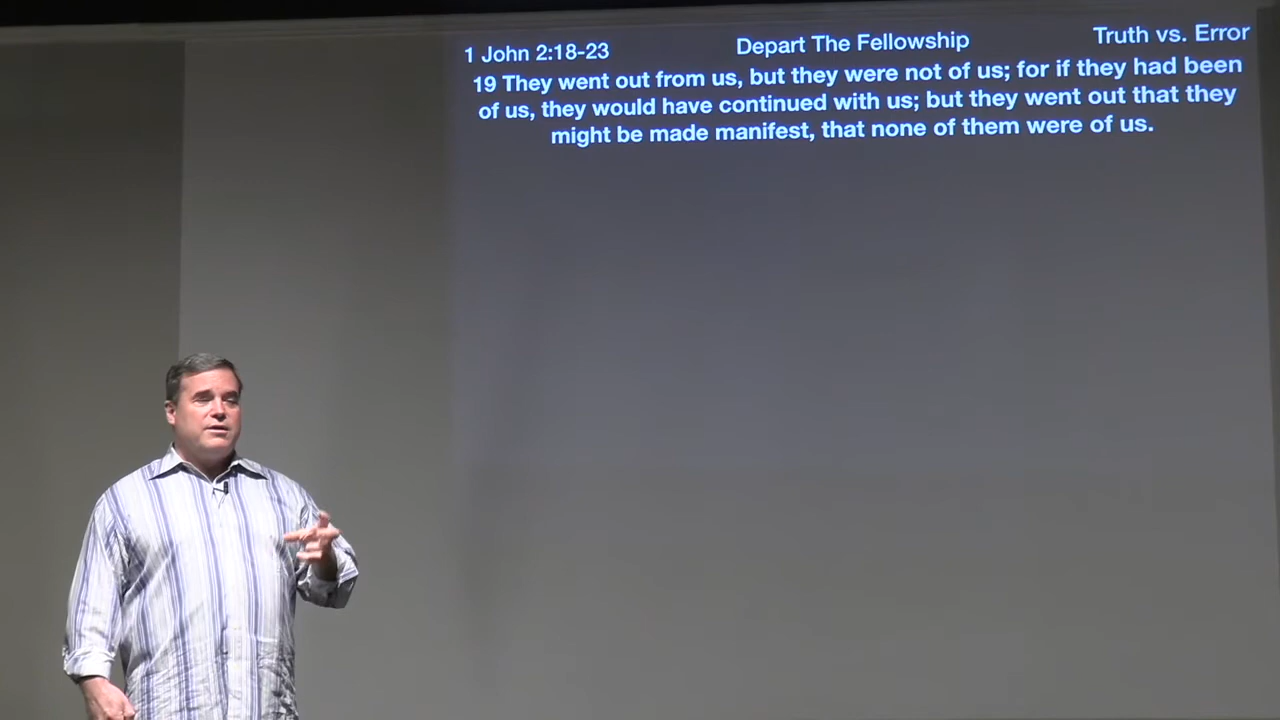 1 John 2:18-23 Depart The Fellowship Truth vs. Error
19 They went out from us, but they were not of us; for if they had been
of us, they would have continued with us; but they went out that they
might be made manifest, that none of them were of us.